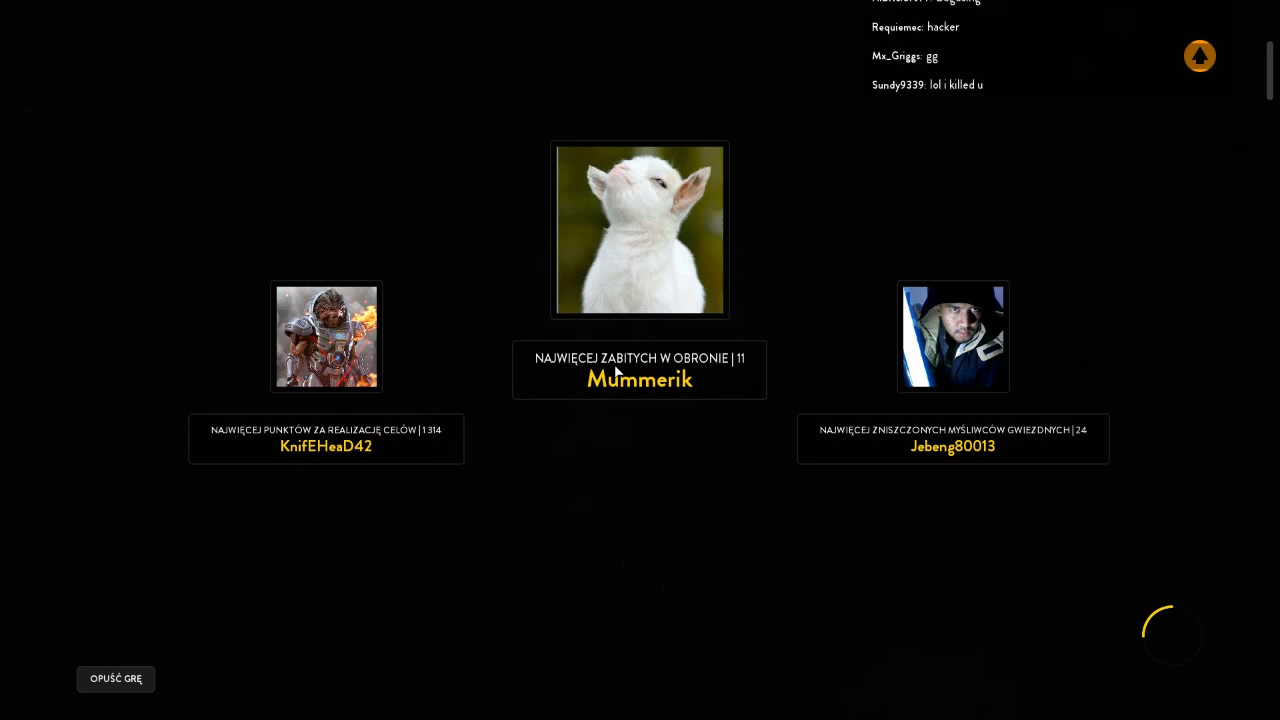 Requiemec: hacker
Mx_Griggs: gg
Sundy9339: lol i killed u
NAJWIĘCEJ ZABITYCH W OBRONIE | 11
Mummerik
NAJWIĘCEJ PUNKTÓW ZA REALIZACJĘ CELÓW | 1 314
KnifEHeaD42
NAJWIĘCEJ ZNISZCZONYCH MYŚLIWCÓW GWIEZDNYCH | 24
Jebeng80013
OPUŚĆ GRĘ